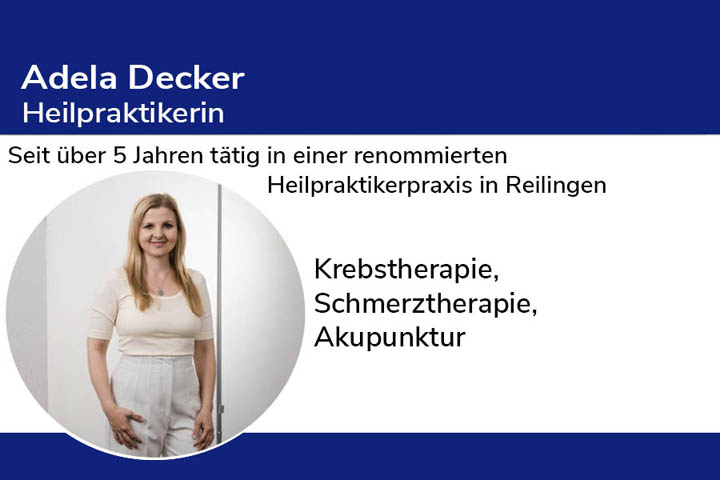 Adela Decker
Heilpraktikerin
Seit über 5 Jahren tätig in einer renommierten
Heilpraktikerpraxis in Reilingen
Krebstherapie,
Schmerztherapie,
Akupunktur